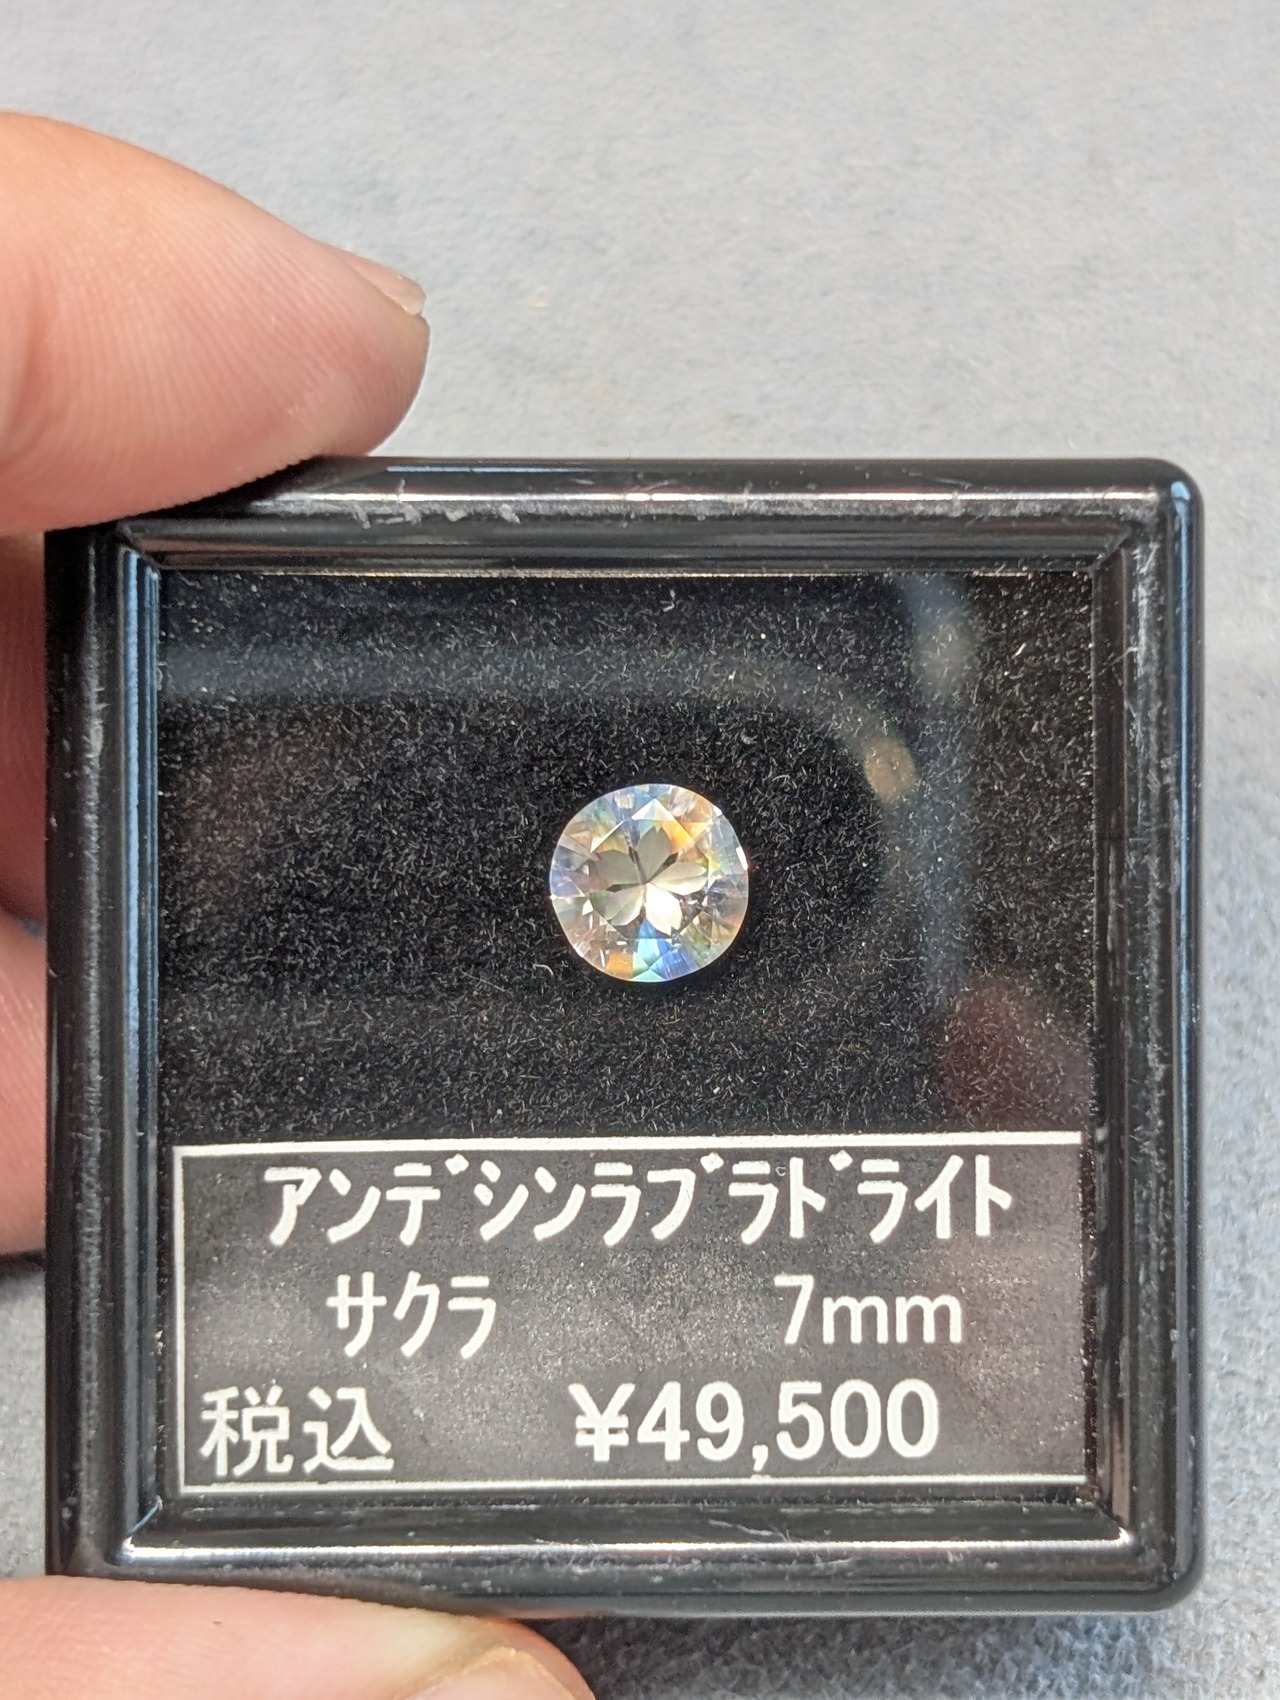 アンデシンラブラドライト
サクラ 7mm
税込 ¥49,500